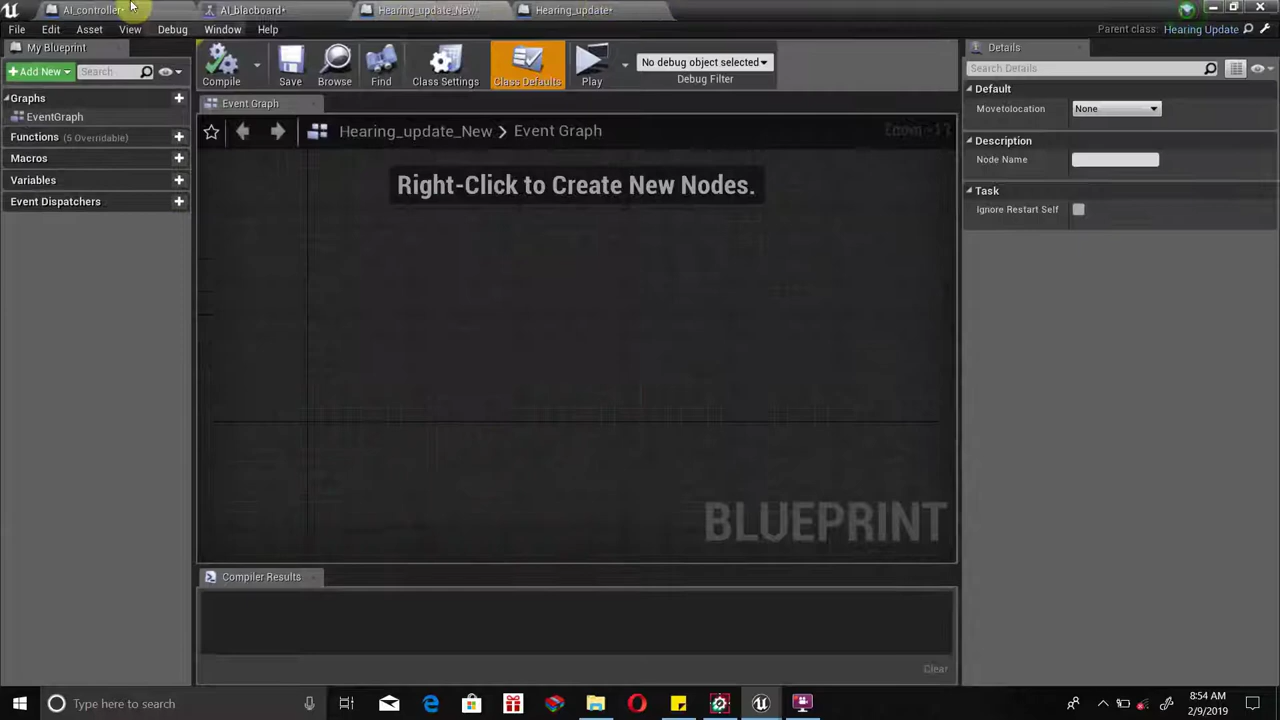 AI_controller*
AI_blacboard*
Hearing_update_New*
Hearing_update*
File
Edit
Asset
View
Debug
Window
Help
Parent class:
Hearing Update
My Blueprint
Details
Add New
Search
Compile
Save
Browse
Find
Class Settings
Class Defaults
Play
No debug object selected
Debug Filter
Search Details
Graphs
EventGraph
Functions (5 Overridable)
Macros
Variables
Event Dispatchers
Event Graph
Hearing_update_New
Event Graph
Right-Click to Create New Nodes.
BLUEPRINT
Default
Movetolocation
None
Description
Node Name
Task
Ignore Restart Self
Compiler Results
Clear
Type here to search
8:54 AM
2/9/2019